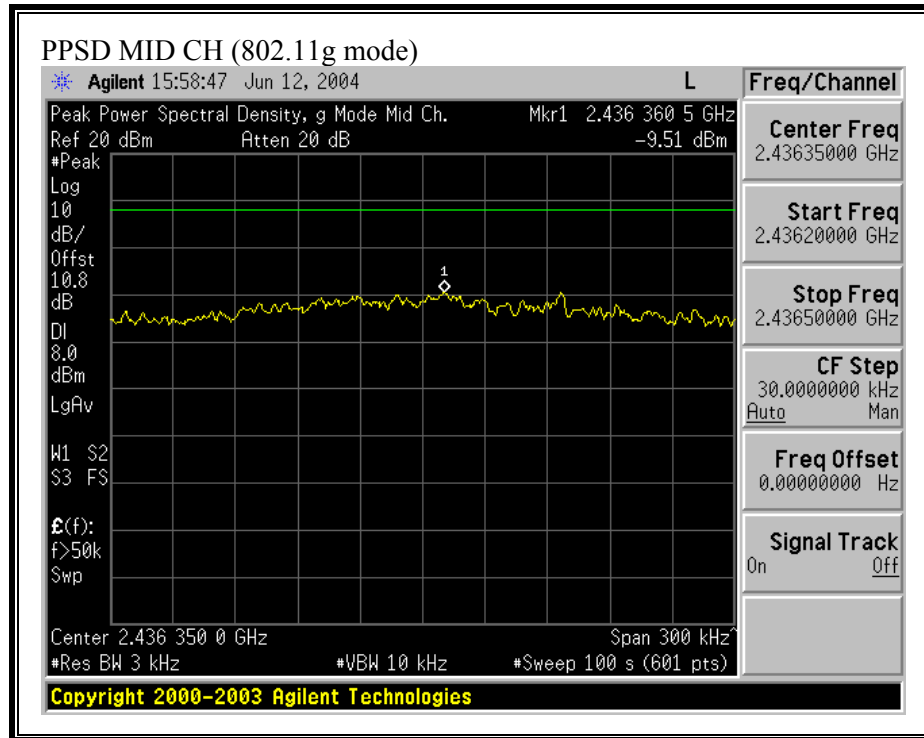 PPSD MID CH (802.11g mode)
Agilent 15:58:47 Jun 12, 2004 L
Peak Power Spectral Density, g Mode Mid Ch. Mkr1 2.436 360 5 GHz
Ref 20 dBm Atten 20 dB -9.51 dBm
#Peak
Log
10
dB/
Offst
10.8
dB
DI
8.0
dBm
LgAv
W1 S2
S3 FS
£(f):
f>50k
Swp
1
Center 2.436 350 0 GHz Span 300 kHz^
#Res BW 3 kHz #VBW 10 kHz #Sweep 100 s (601 pts)
Copyright 2000-2003 Agilent Technologies
Freq/Channel
Center Freq
2.43635000 GHz
Start Freq
2.43620000 GHz
Stop Freq
2.43650000 GHz
CF Step
30.0000000 kHz
Auto Man
Freq Offset
0.00000000 Hz
Signal Track
On Off